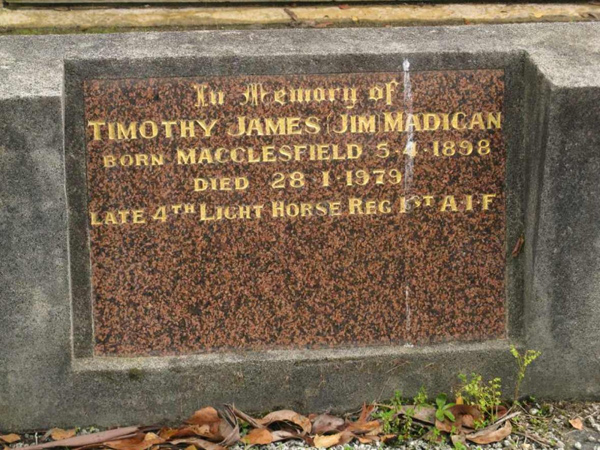 In Memory of
TIMOTHY JAMES JIM MADIGAN
BORN MACCLESFIELD 5.4.1898
DIED 28.1.1979
LATE 4TH LIGHT HORSE REG 1ST A.I.F